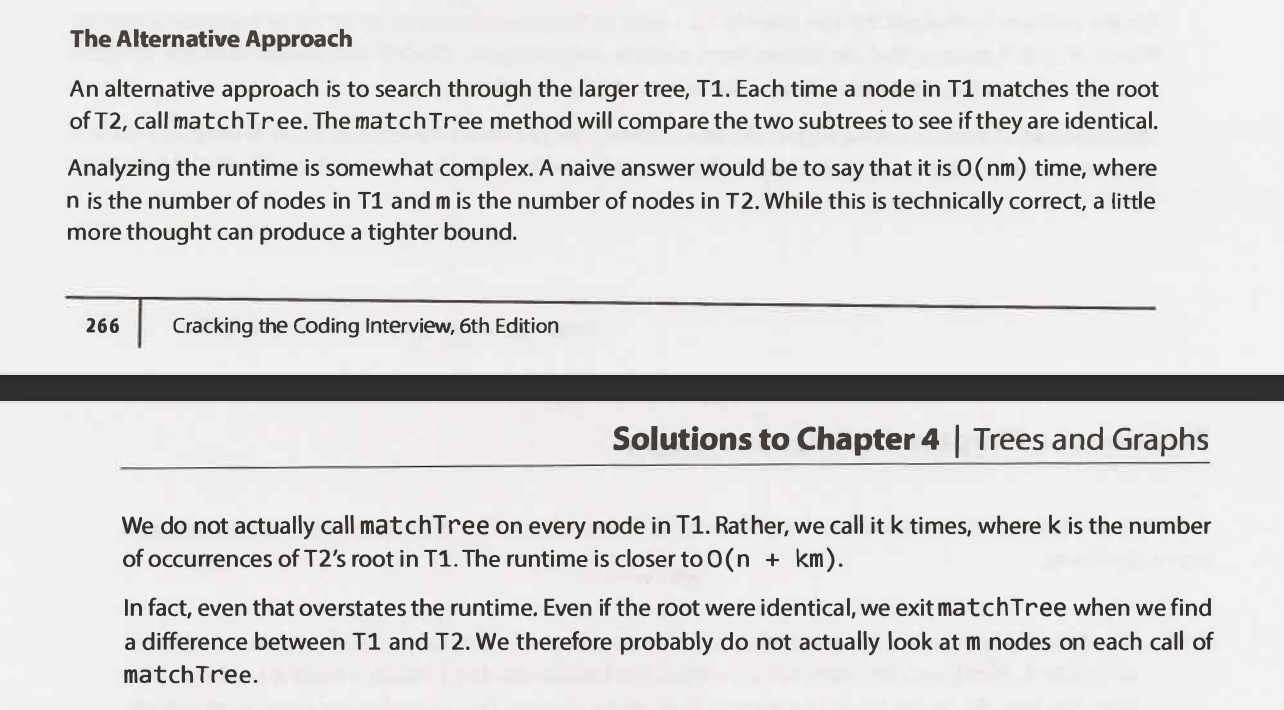 The Alternative Approach
An alternative approach is to search through the larger tree, T1. Each time a node in T1 matches the root
of T2, call matchTree. The matchTree method will compare the two subtrees to see if they are identical.
Analyzing the runtime is somewhat complex. A naive answer would be to say that it is O(nm) time, where
n is the number of nodes in T1 and m is the number of nodes in T2. While this is technically correct, a little
more thought can produce a tighter bound.
266 Cracking the Coding Interview, 6th Edition
Solutions to Chapter 4 | Trees and Graphs
We do not actually call matchTree on every node in T1. Rather, we call it k times, where k is the number
of occurrences of T2's root in T1. The runtime is closer to O(n + km).
In fact, even that overstates the runtime. Even if the root were identical, we exit matchTree when we find
a difference between T1 and T2. We therefore probably do not actually look at m nodes on each call of
matchTree.